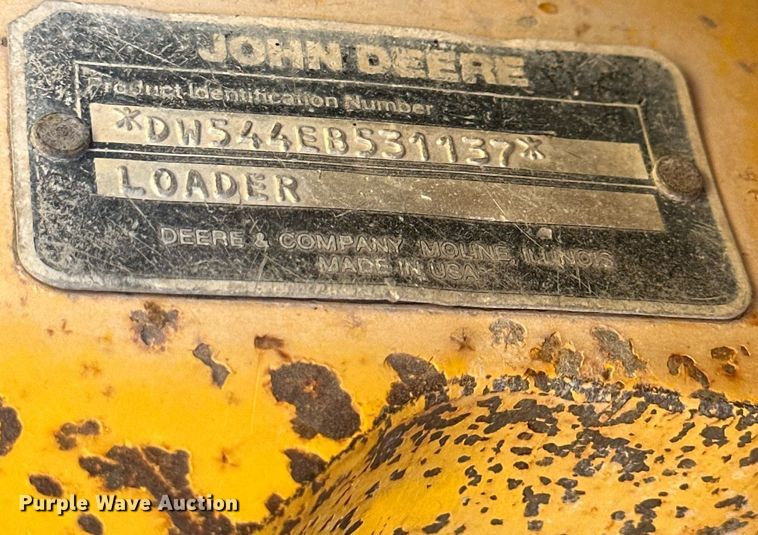 JOHN DEERE
Product Identification Number
*DW544EB531137*
LOADER
DEERE & COMPANY MOLINE, ILLINOIS
MADE IN USA
Purple Wave Auction